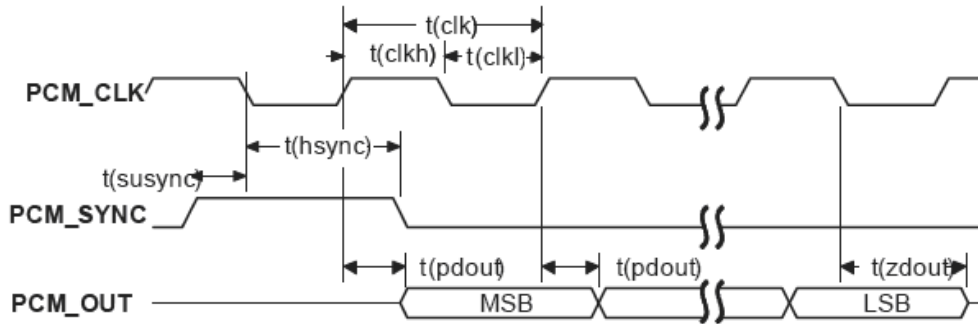 t(clk)
t(clkh) t(clkl)
PCM_CLK
t(hsync)
t(susync)
PCM_SYNC
t(pdout) t(pdout) t(zdout)
PCM_OUT MSB LSB